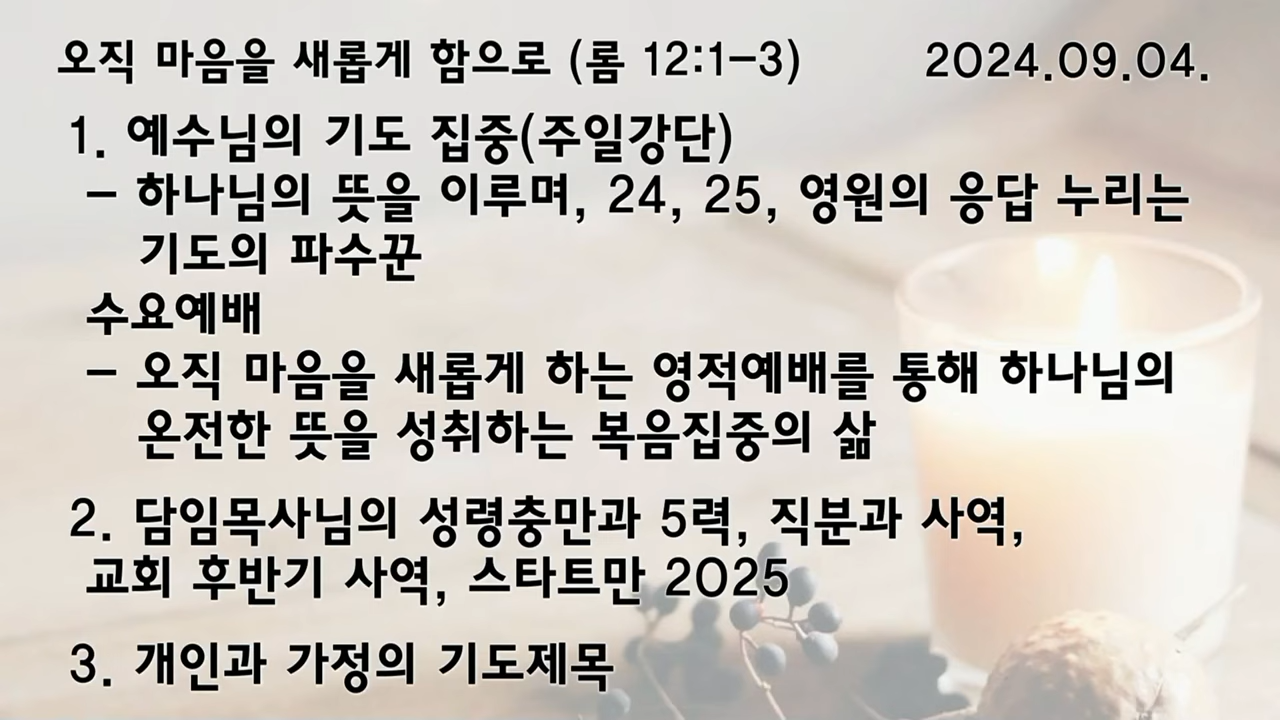 오직 마음을 새롭게 함으로 (롬 12:1-3) 2024.09.04.
1. 예수님의 기도 집중(주일강단)
- 하나님의 뜻을 이루며, 24, 25, 영원의 응답 누리는
기도의 파수꾼
수요예배
- 오직 마음을 새롭게 하는 영적예배를 통해 하나님의
온전한 뜻을 성취하는 복음집중의 삶
2. 담임목사님의 성령충만과 5력, 직분과 사역,
교회 후반기 사역, 스타트만 2025
3. 개인과 가정의 기도제목